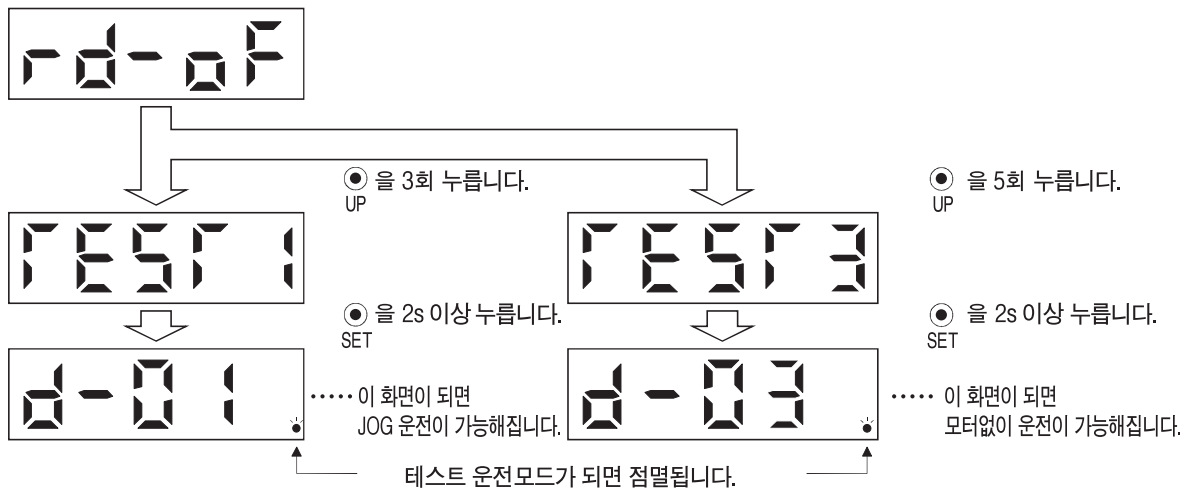 rd-oF
을 3회 누릅니다.
UP
을 5회 누릅니다.
UP
TEST1
TEST3
을 2s 이상 누릅니다.
SET
을 2s 이상 누릅니다.
SET
d-01
····· 이 화면이 되면
JOG 운전이 가능해집니다.
d-03
····· 이 화면이 되면
모터없이 운전이 가능해집니다.
테스트 운전모드가 되면 점멸됩니다.